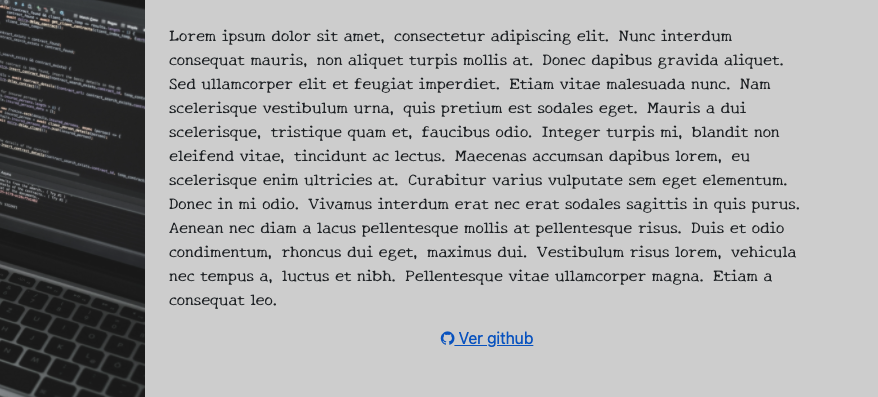 Lorem ipsum dolor sit amet, consectetur adipiscing elit. Nunc interdum
consequat mauris, non aliquet turpis mollis at. Donec dapibus gravida aliquet.
Sed ullamcorper elit et feugiat imperdiet. Etiam vitae malesuada nunc. Nam
scelerisque vestibulum urna, quis pretium est sodales eget. Mauris a dui
scelerisque, tristique quam et, faucibus odio. Integer turpis mi, blandit non
eleifend vitae, tincidunt ac lectus. Maecenas accumsan dapibus lorem, eu
scelerisque enim ultricies at. Curabitur varius vulputate sem eget elementum.
Donec in mi odio. Vivamus interdum erat nec erat sodales sagittis in quis purus.
Aenean nec diam a lacus pellentesque mollis at pellentesque risus. Duis et odio
condimentum, rhoncus dui eget, maximus dui. Vestibulum risus lorem, vehicula
nec tempus a, luctus et nibh. Pellentesque vitae ullamcorper magna. Etiam a
consequat leo.
Ver github